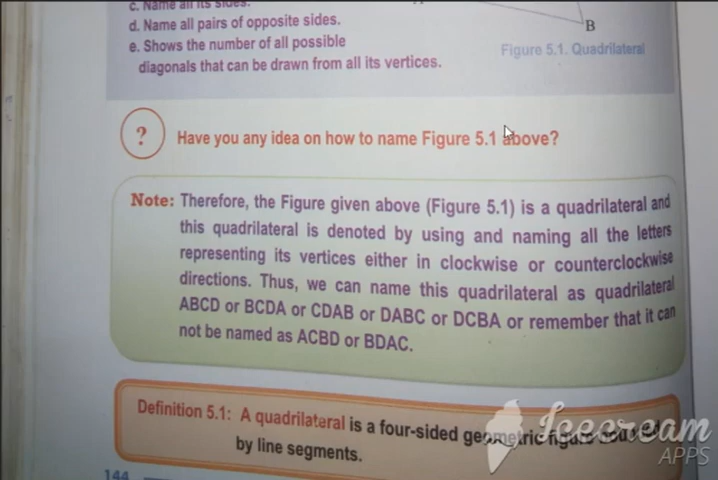 c. Name all its sides.
d. Name all pairs of opposite sides.
e. Shows the number of all possible
diagonals that can be drawn from all its vertices.
B
Figure 5.1. Quadrilateral
? Have you any idea on how to name Figure 5.1 above?
Note: Therefore, the Figure given above (Figure 5.1) is a quadrilateral and
this quadrilateral is denoted by using and naming all the letters
representing its vertices either in clockwise or counterclockwise
directions. Thus, we can name this quadrilateral as quadrilateral
ABCD or BCDA or CDAB or DABC or DCBA or remember that it can
not be named as ACBD or BDAC.
Definition 5.1: A quadrilateral is a four-sided geometric figure
by line segments.
Icecream
APPS
144